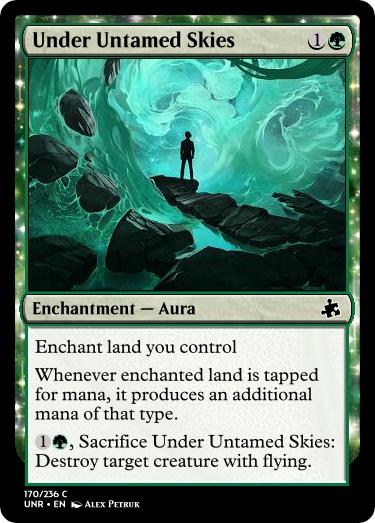 Under Untamed Skies 1
Enchantment — Aura
Enchant land you control
Whenever enchanted land is tapped
for mana, it produces an additional
mana of that type.
1, Sacrifice Under Untamed Skies:
Destroy target creature with flying.
170/236 C
UNR • EN Alex Petruk